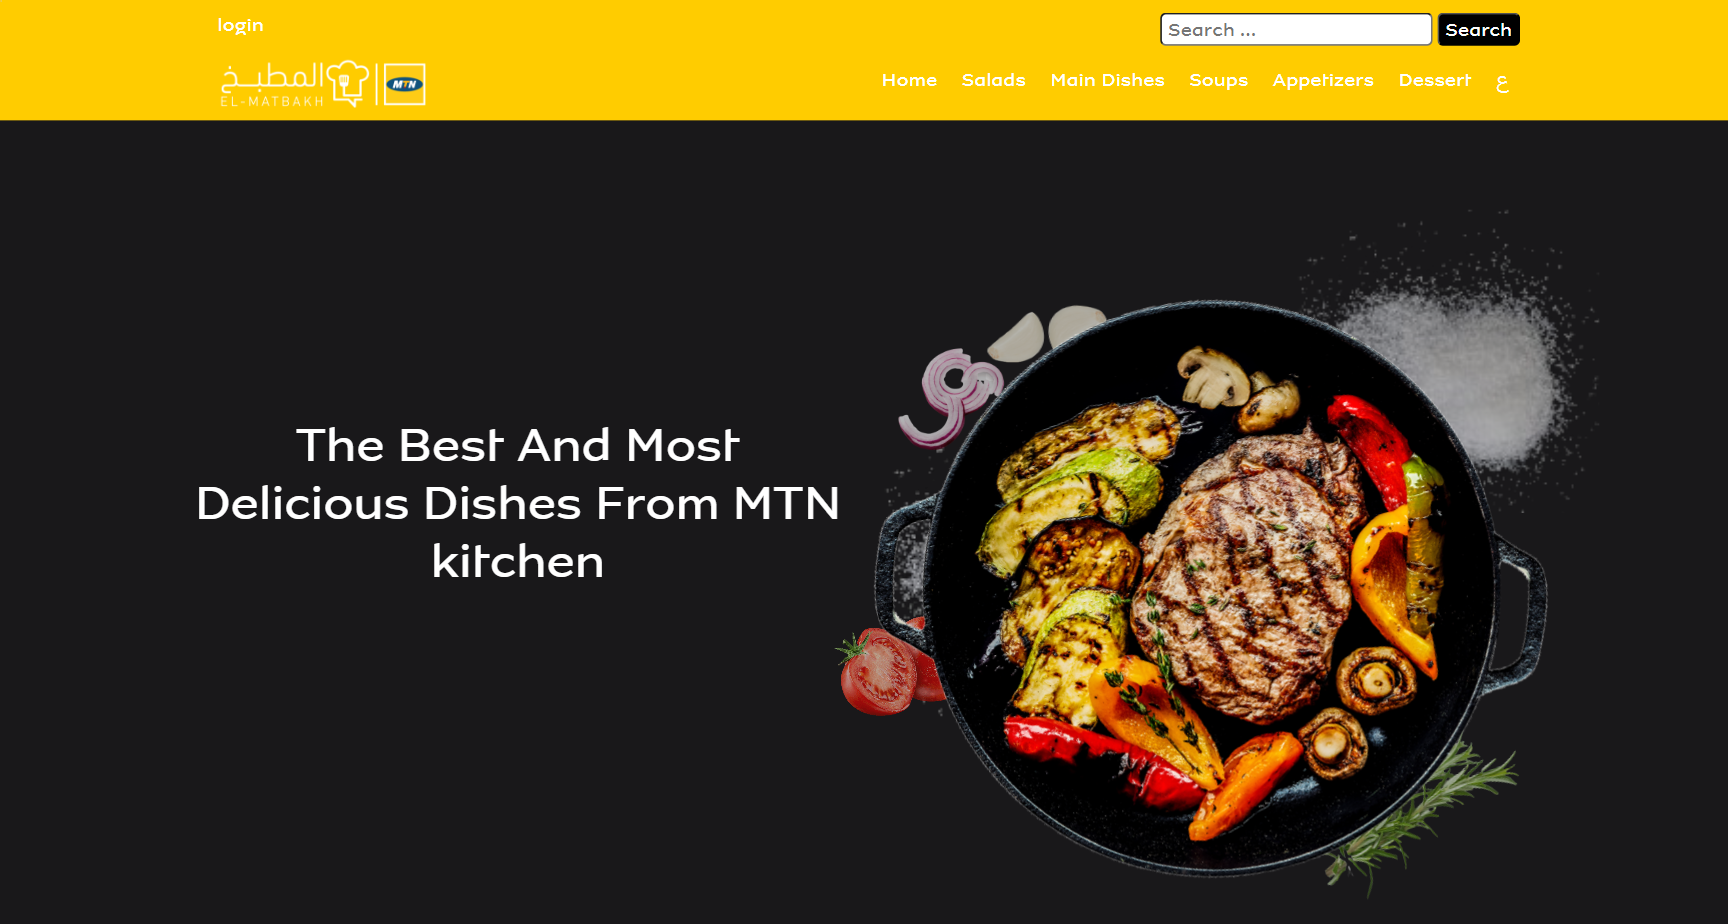 login
Search ...
Search
المطبخ
EL-MATBAKH
MTN
Home
Salads
Main Dishes
Soups
Appetizers
Dessert
ع
The Best And Most
Delicious Dishes From MTN
kitchen